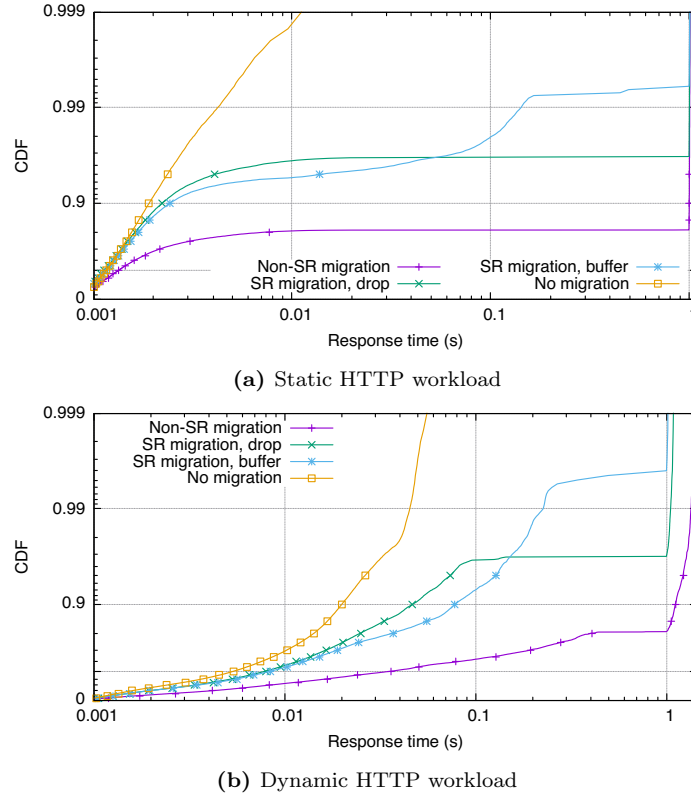 0.999
0.99
0.9
0
CDF
Non-SR migration
SR migration, drop
SR migration, buffer
No migration
0.001
0.01
0.1
1
Response time (s)
(a) Static HTTP workload
0.999
0.99
0.9
0
CDF
Non-SR migration
SR migration, drop
SR migration, buffer
No migration
0.001
0.01
0.1
1
Response time (s)
(b) Dynamic HTTP workload